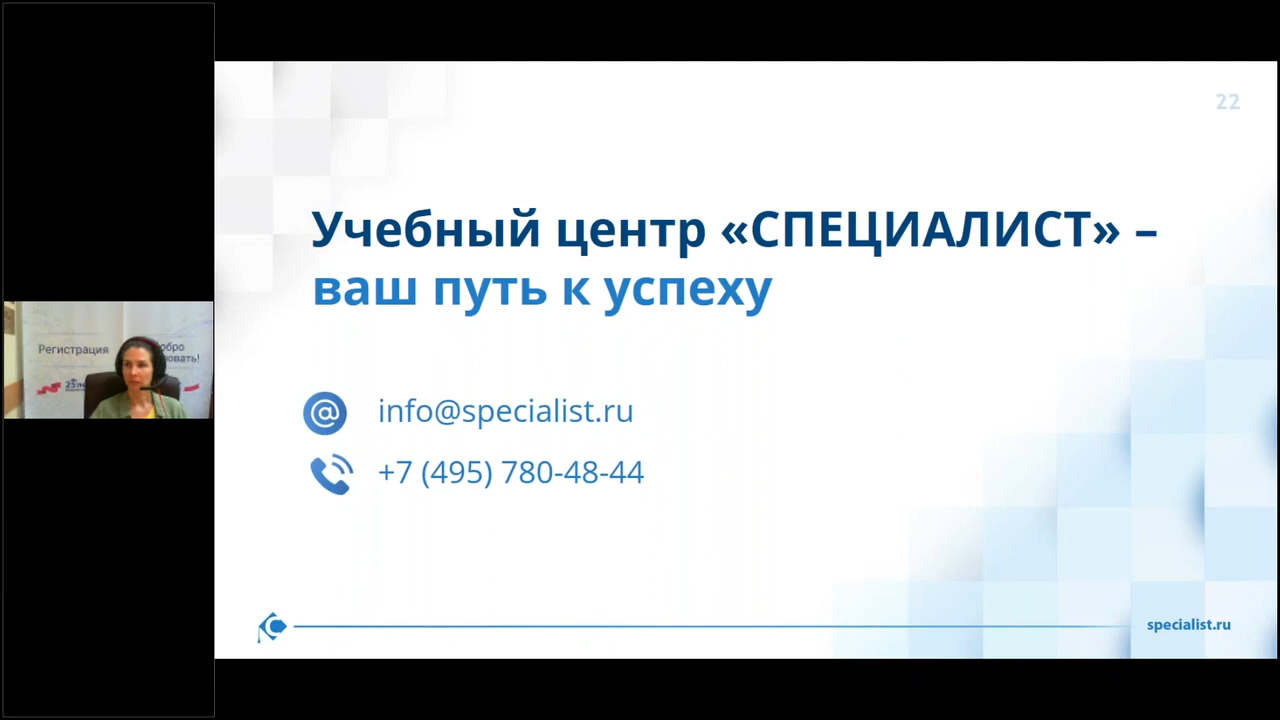 22
Учебный центр «СПЕЦИАЛИСТ» –
ваш путь к успеху
info@specialist.ru
+7 (495) 780-48-44
specialist.ru
Регистрация